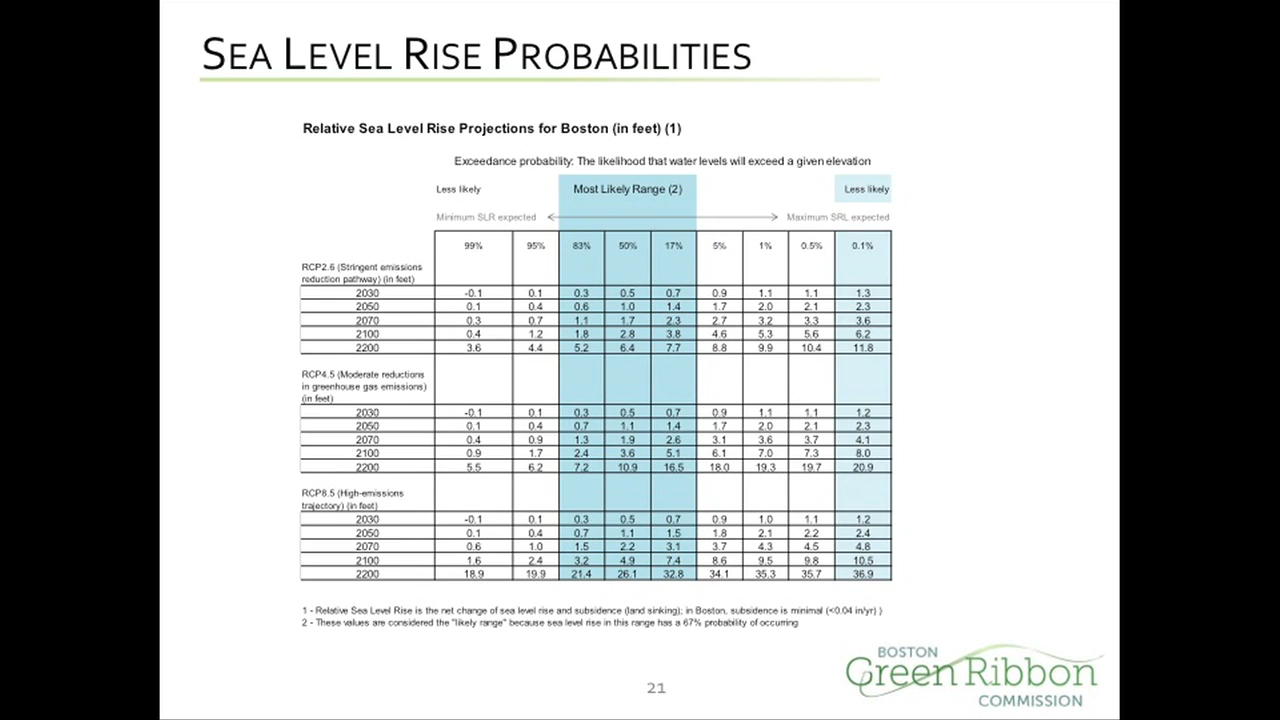 SEA LEVEL RISE PROBABILITIES
Relative Sea Level Rise Projections for Boston (in feet) (1)
Exceedance probability: The likelihood that water levels will exceed a given elevation
Less likely Most Likely Range (2) Less likely
Minimum SLR expected Maximum SRL expected
99% 95% 83% 50% 17% 5% 1% 0.5% 0.1%
RCP2.6 (Stringent emissions
reduction pathway) (in feet)
2030 -0.1 0.1 0.3 0.5 0.7 0.9 1.1 1.1 1.3
2050 0.1 0.4 0.6 1.0 1.4 1.7 2.0 2.1 2.3
2070 0.3 0.7 1.1 1.7 2.3 2.7 3.2 3.3 3.6
2100 0.4 1.2 1.8 2.8 3.8 4.6 5.3 5.6 6.2
2200 3.6 4.4 5.2 6.4 7.7 8.8 9.9 10.4 11.8
RCP4.5 (Moderate reductions
in greenhouse gas emissions)
(in feet)
2030 -0.1 0.1 0.3 0.5 0.7 0.9 1.1 1.1 1.2
2050 0.1 0.4 0.7 1.1 1.4 1.7 2.0 2.1 2.3
2070 0.4 0.9 1.3 1.9 2.6 3.1 3.6 3.7 4.1
2100 0.9 1.7 2.4 3.6 5.1 6.1 7.0 7.3 8.0
2200 5.5 6.2 7.2 10.9 16.5 18.0 19.3 19.7 20.9
RCP8.5 (High-emissions
trajectory) (in feet)
2030 -0.1 0.1 0.3 0.5 0.7 0.9 1.0 1.1 1.2
2050 0.1 0.4 0.7 1.1 1.5 1.8 2.1 2.2 2.4
2070 0.6 1.0 1.5 2.2 3.1 3.7 4.3 4.5 4.8
2100 1.6 2.4 3.2 4.9 7.4 8.6 9.5 9.8 10.5
2200 18.9 19.9 21.4 26.1 32.8 34.1 35.3 35.7 36.9
1 - Relative Sea Level Rise is the net change of sea level rise and subsidence (land sinking); in Boston, subsidence is minimal (<0.04 in/yr) )
2 - These values are considered the "likely range" because sea level rise in this range has a 67% probability of occurring
21
BOSTON
Green Ribbon
COMMISSION